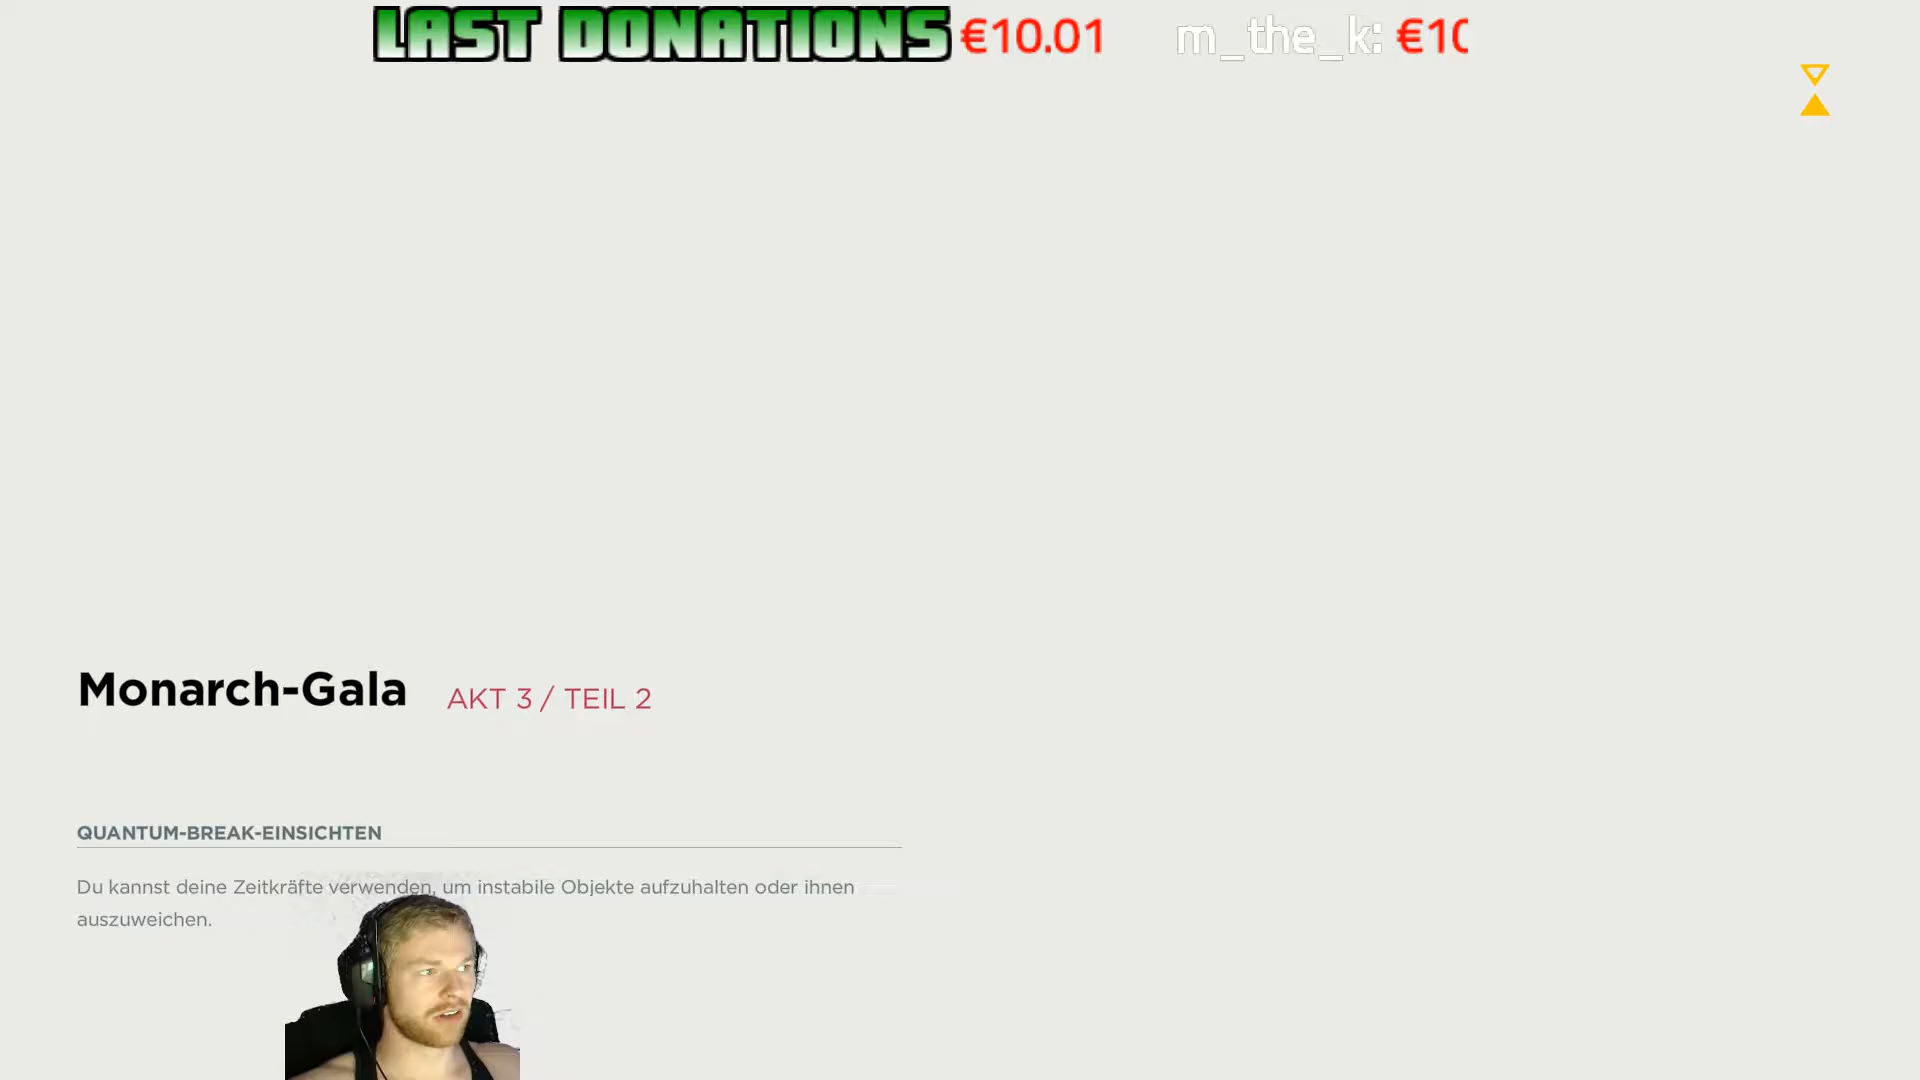 LAST DONATIONS €10.01 m_the_k: €10
Monarch-Gala AKT 3 / TEIL 2
QUANTUM-BREAK-EINSICHTEN
Du kannst deine Zeitkräfte verwenden, um instabile Objekte aufzuhalten oder ihnen
auszuweichen.